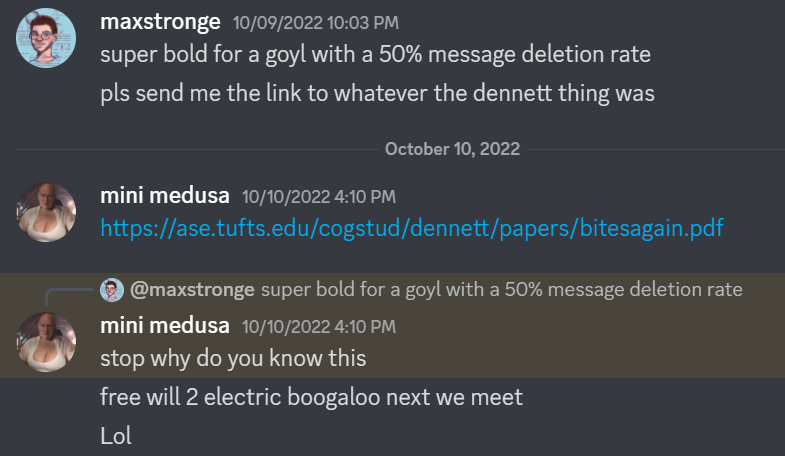 maxstronge 10/09/2022 10:03 PM
super bold for a goyl with a 50% message deletion rate
pls send me the link to whatever the dennett thing was
October 10, 2022
mini medusa 10/10/2022 4:10 PM
https://ase.tufts.edu/cogstud/dennett/papers/bitesagain.pdf
@maxstronge super bold for a goyl with a 50% message deletion rate
mini medusa 10/10/2022 4:10 PM
stop why do you know this
free will 2 electric boogaloo next we meet
Lol